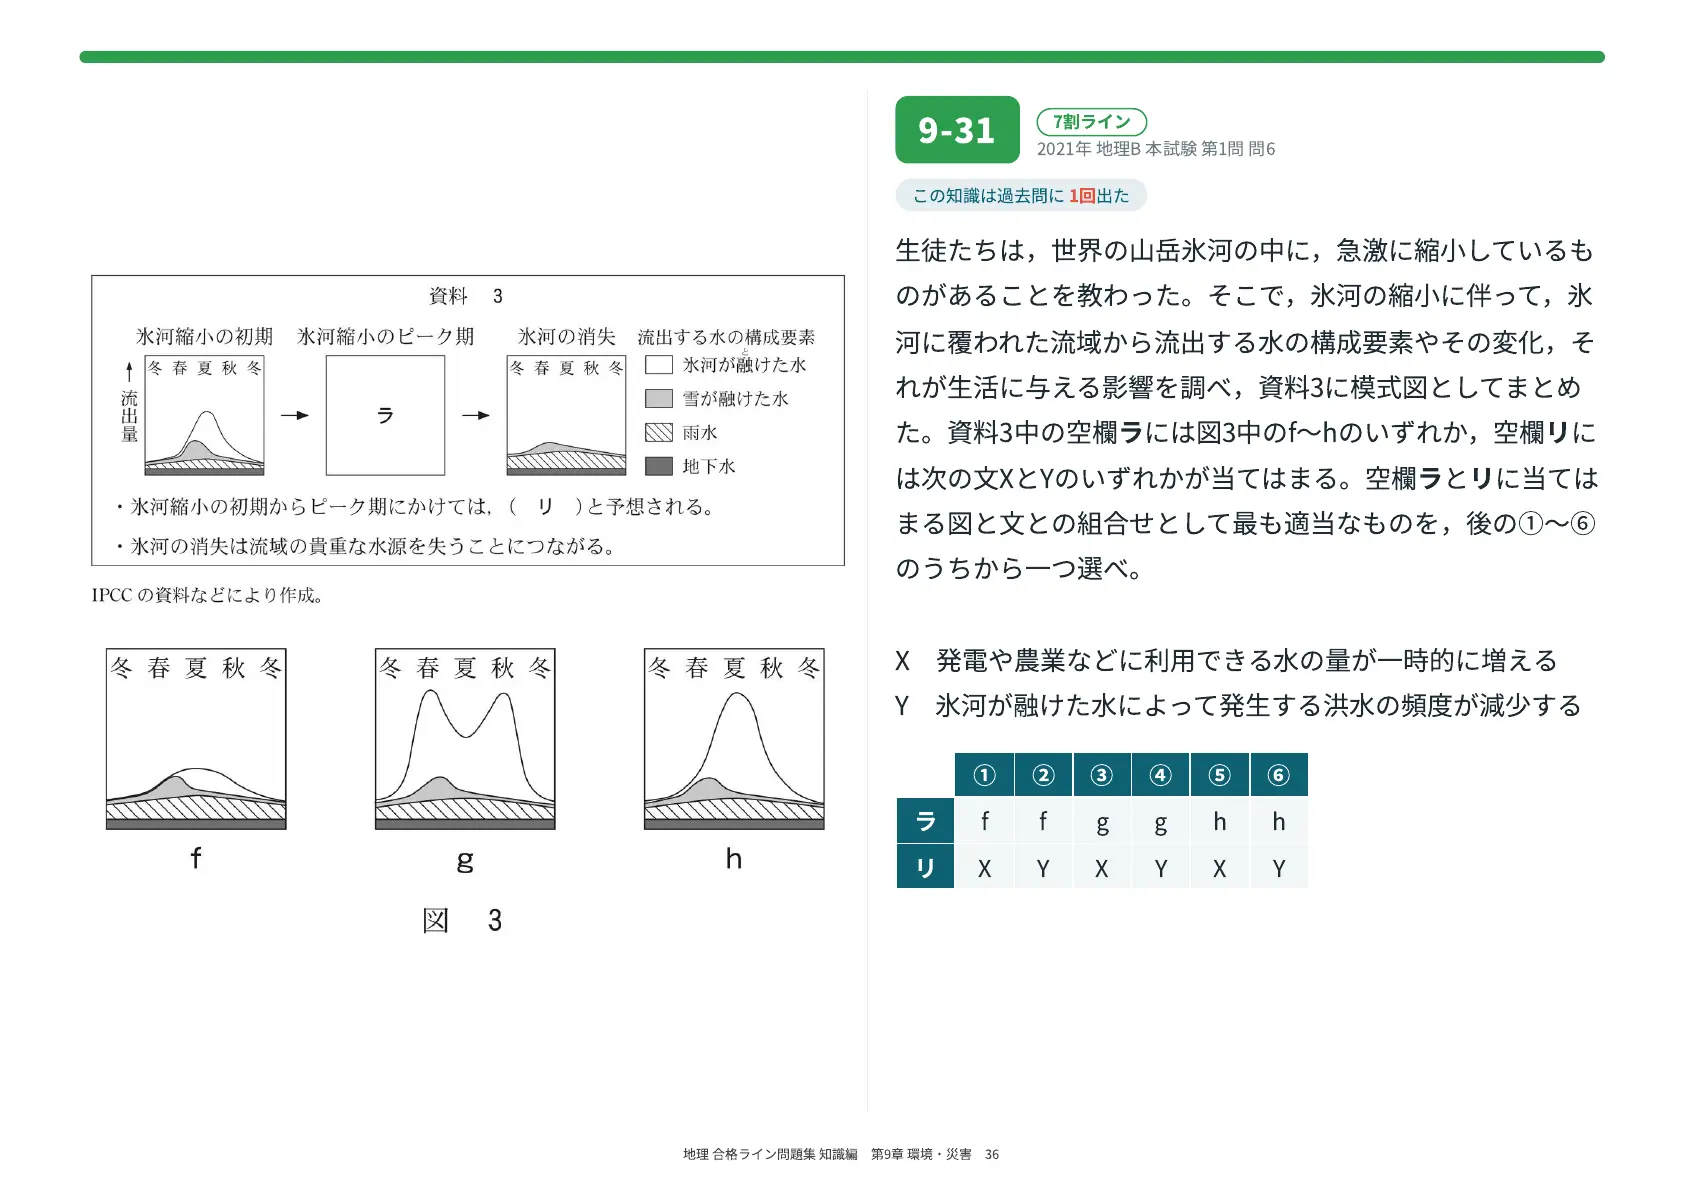 資料　3
氷河縮小の初期　氷河縮小のピーク期　氷河の消失　流出する水の構成要素
冬 春 夏 秋 冬
流出量
ラ
冬 春 夏 秋 冬
と
氷河が融けた水
雪が融けた水
雨水
地下水
・氷河縮小の初期からピーク期にかけては，（　リ　）と予想される。
・氷河の消失は流域の貴重な水源を失うことにつながる。
IPCC の資料などにより作成。
冬 春 夏 秋 冬
冬 春 夏 秋 冬
冬 春 夏 秋 冬
f
g
h
図　3
9-31
7割ライン
2021年 地理B 本試験 第1問 問6
この知識は過去問に 1回出た
生徒たちは，世界の山岳氷河の中に，急激に縮小しているも
のがあることを教わった。そこで，氷河の縮小に伴って，氷
河に覆われた流域から流出する水の構成要素やその変化，そ
れが生活に与える影響を調べ，資料3に模式図としてまとめ
た。資料3中の空欄ラには図3中のf～hのいずれか，空欄リに
は次の文XとYのいずれかが当てはまる。空欄ラとリに当ては
まる図と文との組合せとして最も適当なものを，後の①～⑥
のうちから一つ選べ。
X　発電や農業などに利用できる水の量が一時的に増える
Y　氷河が融けた水によって発生する洪水の頻度が減少する
① ② ③ ④ ⑤ ⑥
ラ f f g g h h
リ X Y X Y X Y
地理 合格ライン問題集 知識編　第9章 環境・災害　36